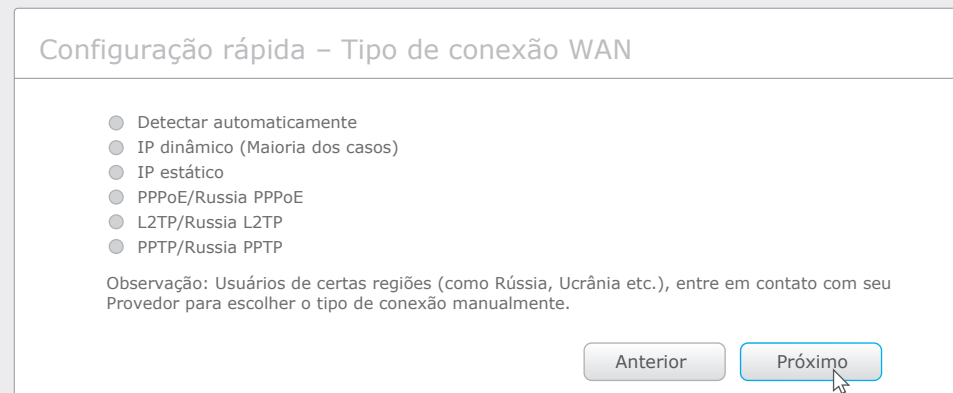 Configuração rápida – Tipo de conexão WAN
Detectar automaticamente
IP dinâmico (Maioria dos casos)
IP estático
PPPoE/Russia PPPoE
L2TP/Russia L2TP
PPTP/Russia PPTP
Observação: Usuários de certas regiões (como Rússia, Ucrânia etc.), entre em contato com seu
Provedor para escolher o tipo de conexão manualmente.
Anterior
Próximo